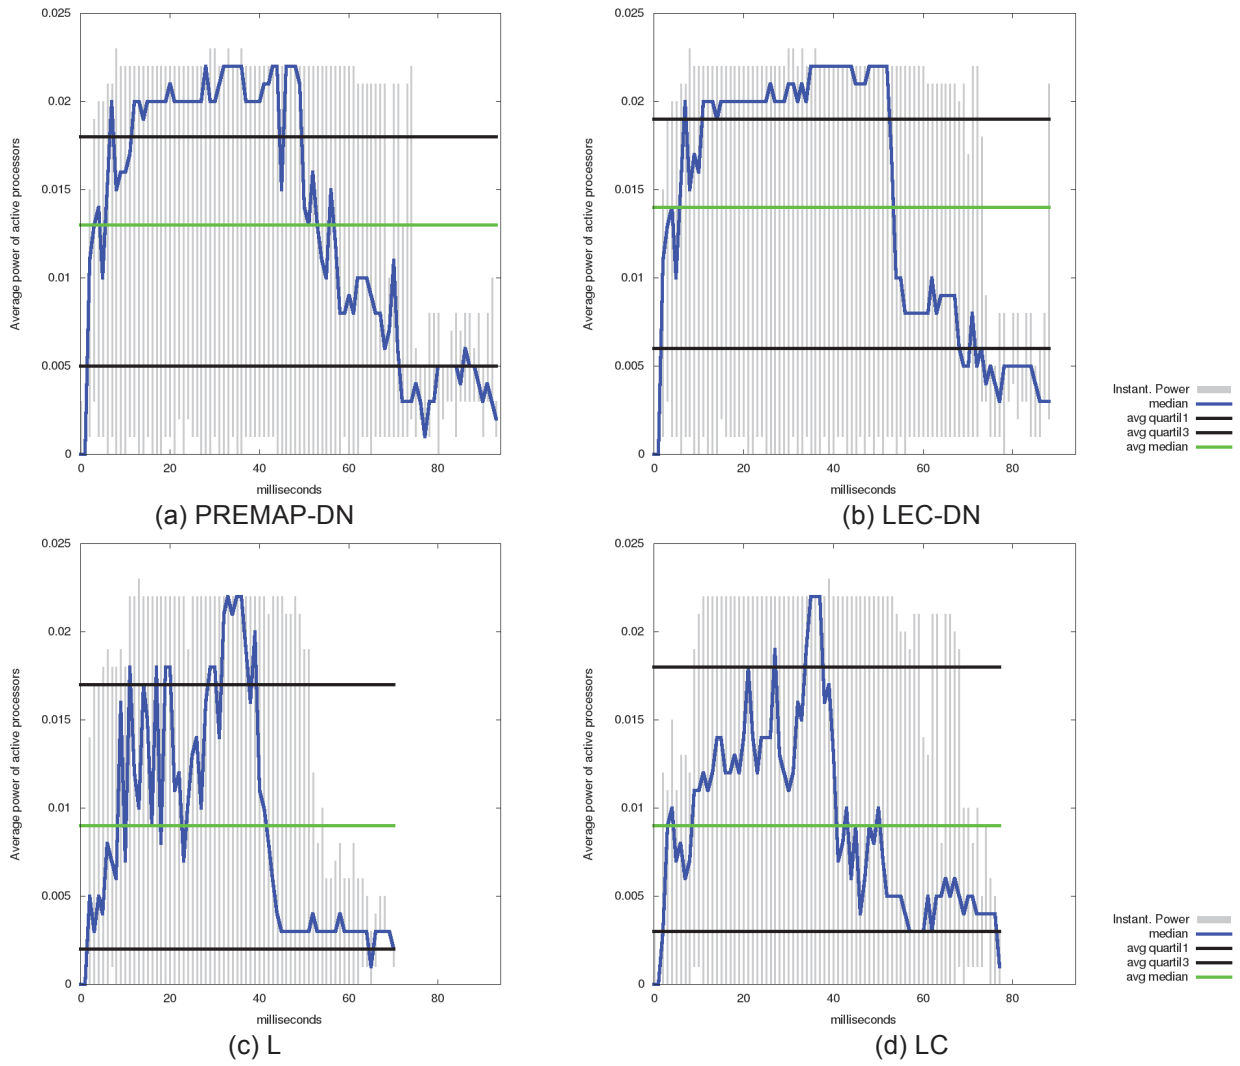 0.025
0.02
0.015
0.01
0.005
0
Average power of active processors
0 20 40 60 80
milliseconds
(a) PREMAP-DN
0.025
0.02
0.015
0.01
0.005
0
Average power of active processors
0 20 40 60 80
milliseconds
(b) LEC-DN
Instant. Power
median
avg quartil1
avg quartil3
avg median
0.025
0.02
0.015
0.01
0.005
0
Average power of active processors
0 20 40 60 80
milliseconds
(c) L
0.025
0.02
0.015
0.01
0.005
0
Average power of active processors
0 20 40 60 80
milliseconds
(d) LC
Instant. Power
median
avg quartil1
avg quartil3
avg median